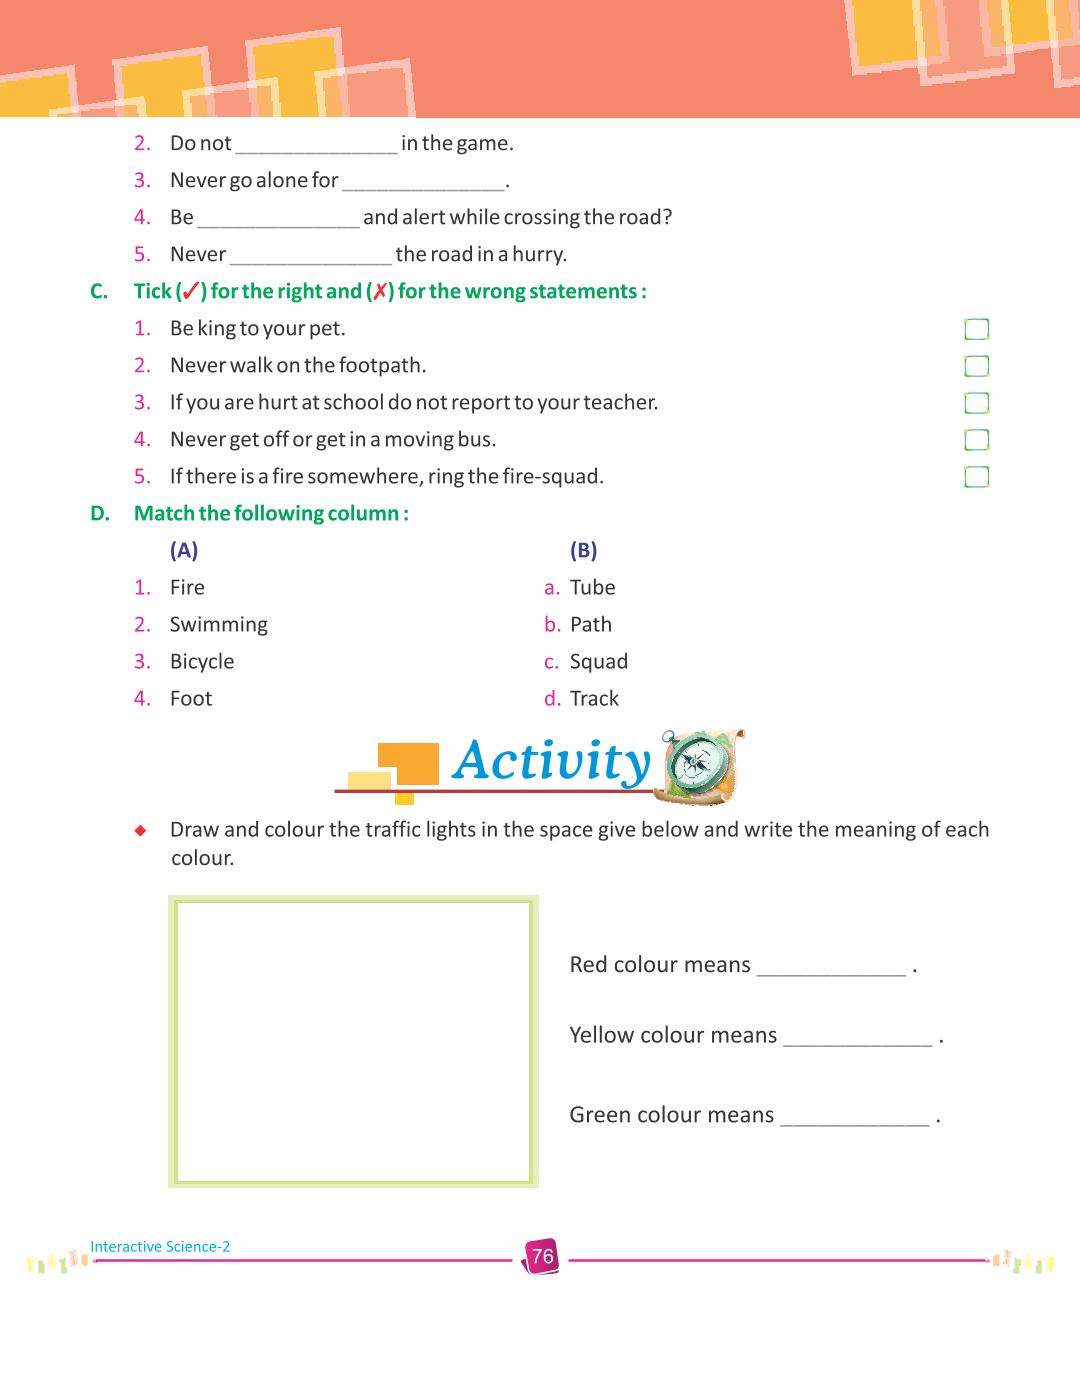 2. Do not ______________ in the game.
3. Never go alone for ______________.
4. Be ______________ and alert while crossing the road?
5. Never ______________ the road in a hurry.
C. Tick (✓) for the right and (✗) for the wrong statements :
1. Be king to your pet.
2. Never walk on the footpath.
3. If you are hurt at school do not report to your teacher.
4. Never get off or get in a moving bus.
5. If there is a fire somewhere, ring the fire-squad.
D. Match the following column :
(A) (B)
1. Fire a. Tube
2. Swimming b. Path
3. Bicycle c. Squad
4. Foot d. Track
Activity
◆ Draw and colour the traffic lights in the space give below and write the meaning of each
colour.
Red colour means ____________ .
Yellow colour means ____________ .
Green colour means ____________ .
Interactive Science-2
76